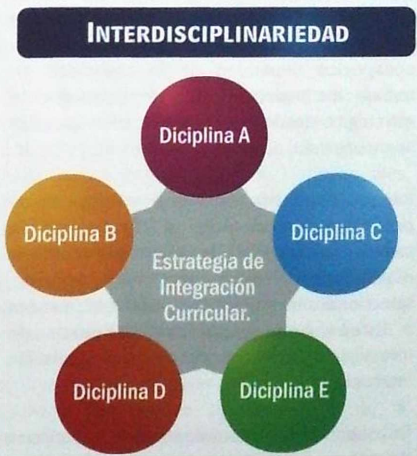 INTERDISCIPLINARIEDAD
Diciplina A
Diciplina B
Diciplina C
Estrategia de
Integración
Curricular.
Diciplina D
Diciplina E